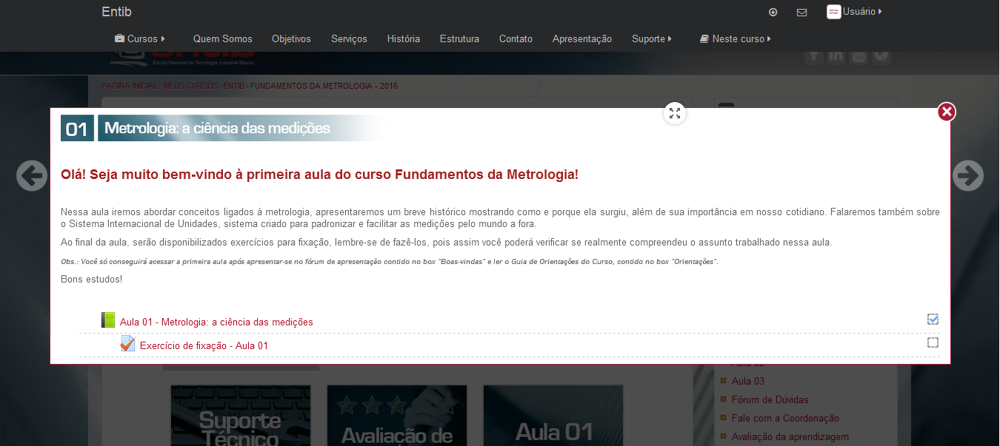 Entib
Usuário
Cursos Quem Somos Objetivos Serviços História Estrutura Contato Apresentação Suporte Neste curso
Escola Nacional de Tecnologia Industrial Básica
PÁGINA INICIAL › MEUS CURSOS › ENTIB › FUNDAMENTOS DA METROLOGIA - 2016
01 Metrologia: a ciência das medições
Olá! Seja muito bem-vindo à primeira aula do curso Fundamentos da Metrologia!
Nessa aula iremos abordar conceitos ligados à metrologia, apresentaremos um breve histórico mostrando como e porque ela surgiu, além de sua importância em nosso cotidiano. Falaremos também sobre
o Sistema Internacional de Unidades, sistema criado para padronizar e facilitar as medições pelo mundo a fora.
Ao final da aula, serão disponibilizados exercícios para fixação, lembre-se de fazê-los, pois assim você poderá verificar se realmente compreendeu o assunto trabalhado nessa aula.
Obs.: Você só conseguirá acessar a primeira aula após apresentar-se no fórum de apresentação contido no box "Boas-vindas" e ler o Guia de Orientações do Curso, contido no box "Orientações".
Bons estudos!
Aula 01 - Metrologia: a ciência das medições
Exercício de fixação - Aula 01
Aula 02
Aula 03
Fórum de Dúvidas
Fale com a Coordenação
Avaliação da aprendizagem
Suporte
Técnico
Avaliação de
Aula 01